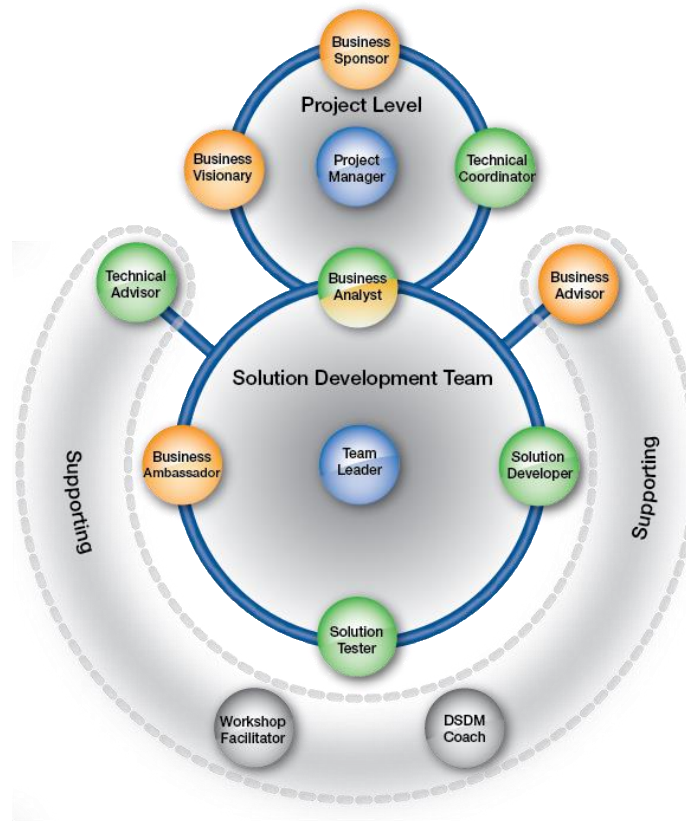 Business
Sponsor
Project Level
Business
Visionary
Project
Manager
Technical
Coordinator
Technical
Advisor
Business
Analyst
Business
Advisor
Solution Development Team
Supporting
Business
Ambassador
Team
Leader
Solution
Developer
Supporting
Solution
Tester
Workshop
Facilitator
DSDM
Coach